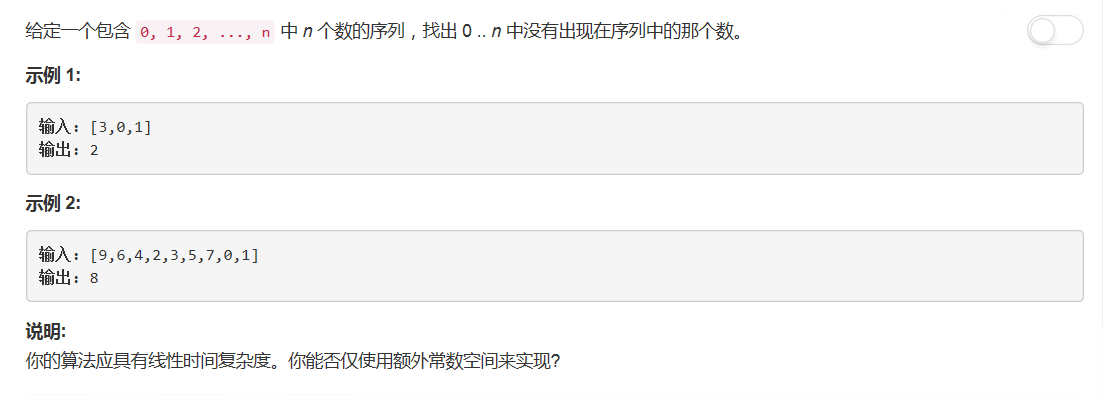 给定一个包含 0, 1, 2, ..., n 中 n 个数的序列，找出 0 .. n 中没有出现在序列中的那个数。
示例 1:
输入: [3,0,1]
输出: 2
示例 2:
输入: [9,6,4,2,3,5,7,0,1]
输出: 8
说明:
你的算法应具有线性时间复杂度。你能否仅使用额外常数空间来实现?